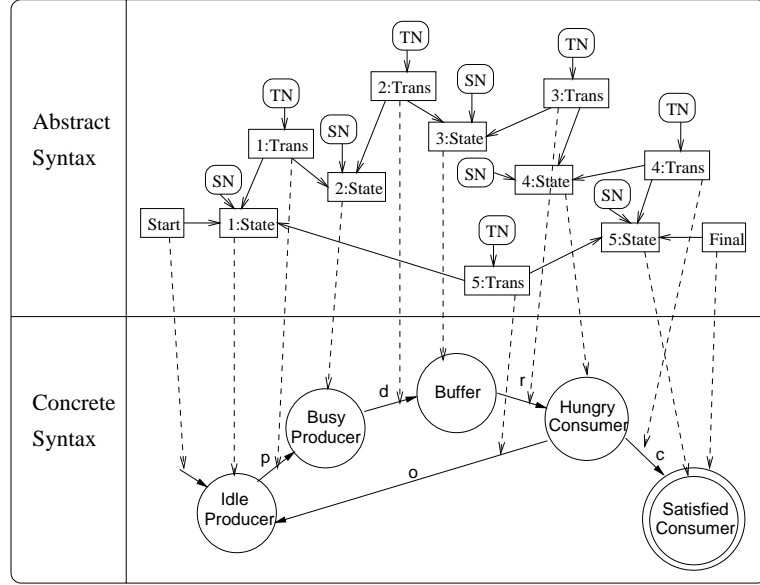 TN
TN
SN
2:Trans
3:Trans
TN
SN
TN
Abstract
Syntax
1:Trans
3:State
SN
4:State
4:Trans
SN
2:State
SN
SN
Start
1:State
TN
5:State
Final
5:Trans
Concrete
Syntax
d
Buffer
r
Busy
Producer
Hungry
Consumer
p
o
c
Idle
Producer
Satisfied
Consumer